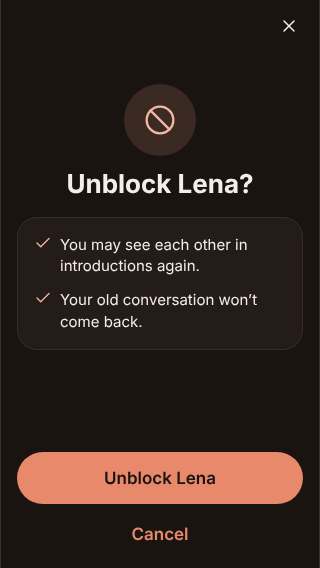 Unblock Lena?
You may see each other in
introductions again.
Your old conversation won’t
come back.
Unblock Lena
Cancel